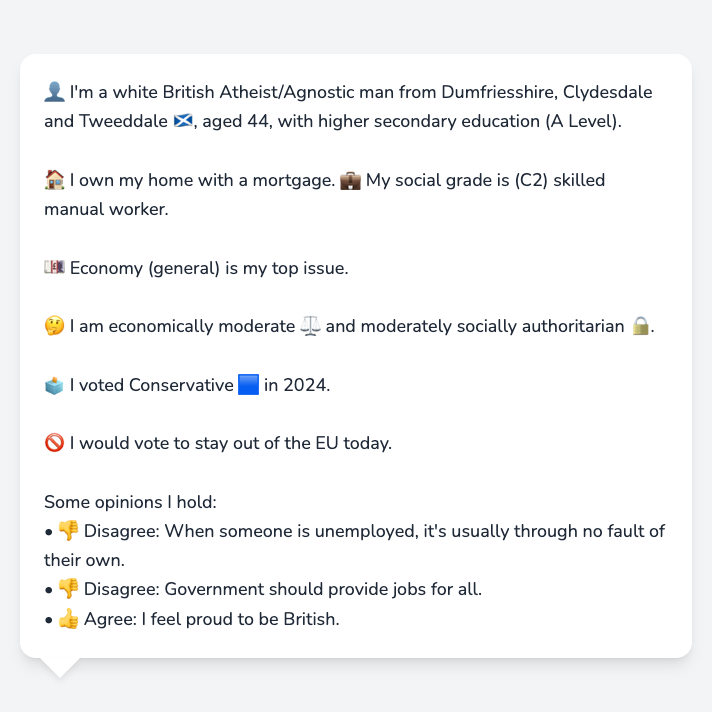 👤 I'm a white British Atheist/Agnostic man from Dumfriesshire, Clydesdale
and Tweeddale 🏴󠁧󠁢󠁳󠁣󠁴󠁿, aged 44, with higher secondary education (A Level).
🏠 I own my home with a mortgage. 💼 My social grade is (C2) skilled
manual worker.
💷 Economy (general) is my top issue.
🤔 I am economically moderate ⚖️ and moderately socially authoritarian 🔒.
🗳️ I voted Conservative 🟦 in 2024.
🚫 I would vote to stay out of the EU today.
Some opinions I hold:
• 👎 Disagree: When someone is unemployed, it's usually through no fault of
their own.
• 👎 Disagree: Government should provide jobs for all.
• 👍 Agree: I feel proud to be British.